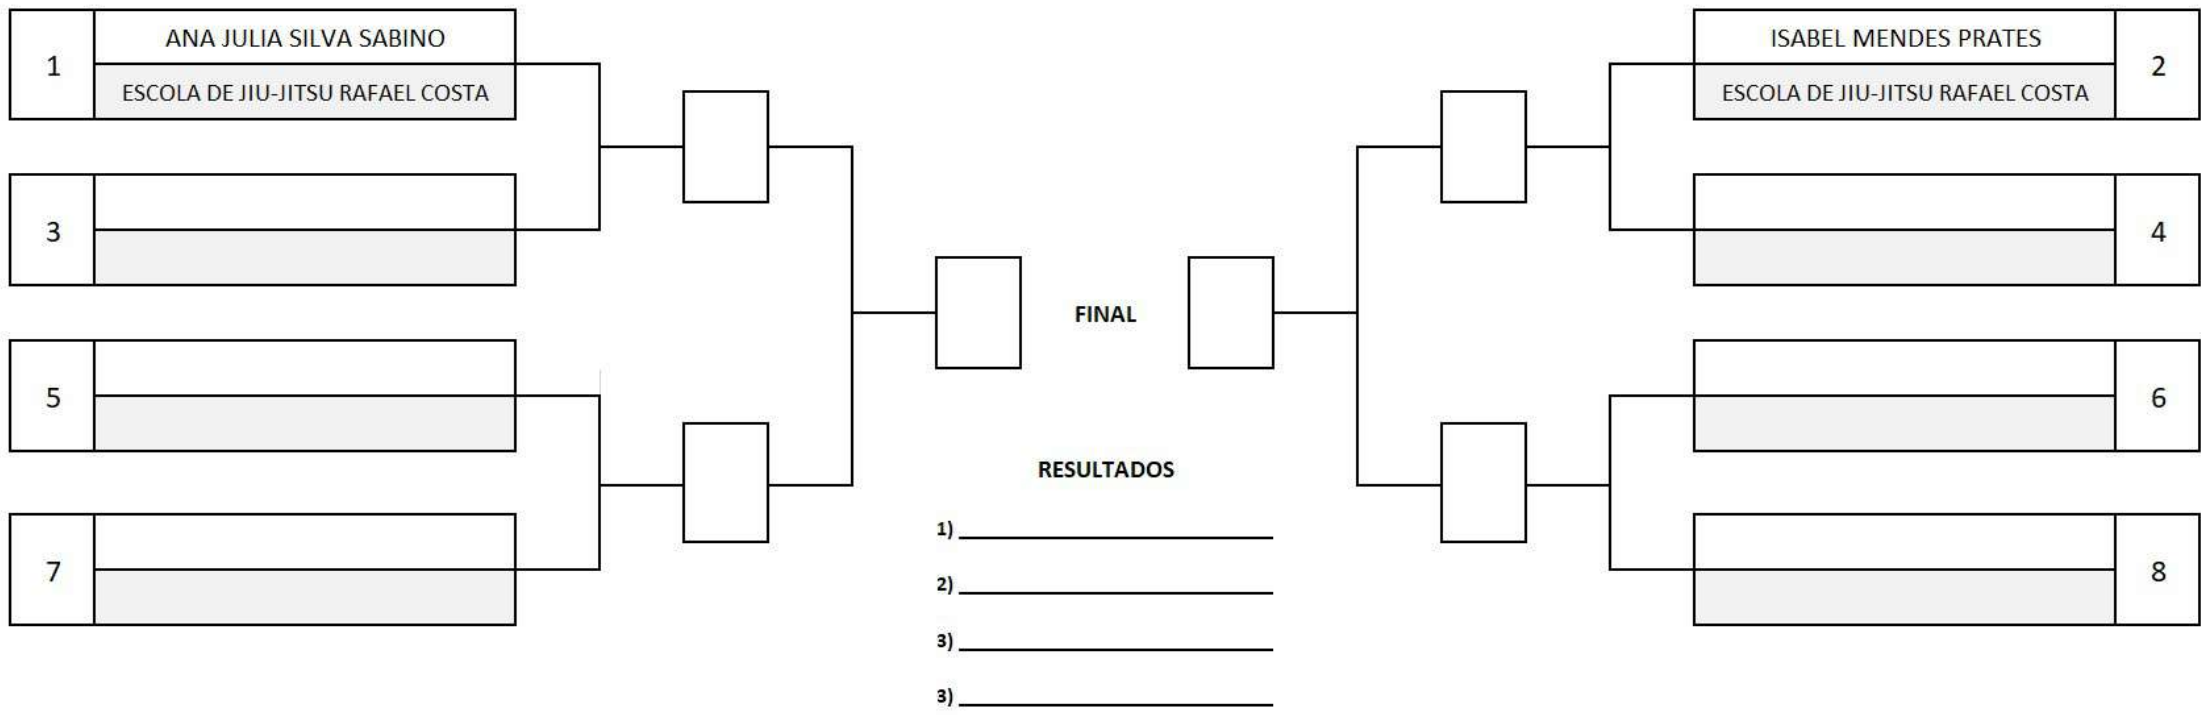 1
ANA JULIA SILVA SABINO
ESCOLA DE JIU-JITSU RAFAEL COSTA
3
5
7
ISABEL MENDES PRATES
ESCOLA DE JIU-JITSU RAFAEL COSTA
2
4
6
8
FINAL
RESULTADOS
1)
2)
3)
3)